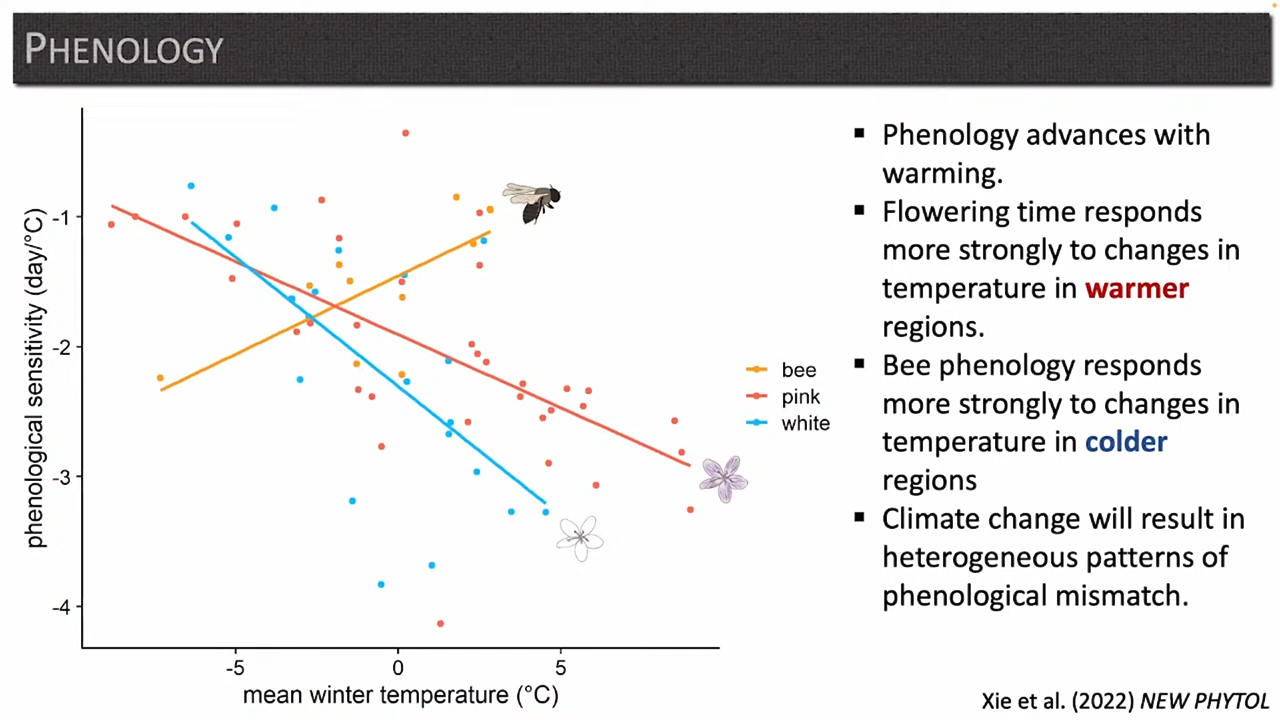 PHENOLOGY
phenological sensitivity (day/°C)
-1
-2
-3
-4
-5
0
5
mean winter temperature (°C)
bee
pink
white
▪ Phenology advances with
warming.
▪ Flowering time responds
more strongly to changes in
temperature in warmer
regions.
▪ Bee phenology responds
more strongly to changes in
temperature in colder
regions
▪ Climate change will result in
heterogeneous patterns of
phenological mismatch.
Xie et al. (2022) NEW PHYTOL